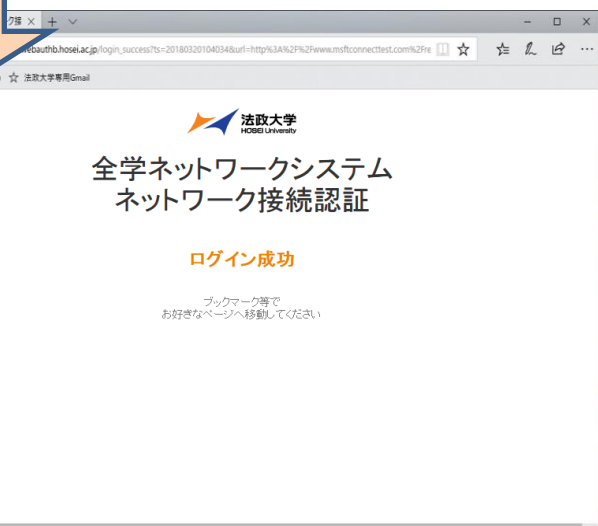 ク接
ebauthb.hosei.ac.jp/login_success?ts=20180320104034&url=http%3A%2F%2Fwww.msftconnecttest.com%2Fre
法政大学専用Gmail
法政大学
HOSEI University
全学ネットワークシステム
ネットワーク接続認証
ログイン成功
ブックマーク等で
お好きなページへ移動してください